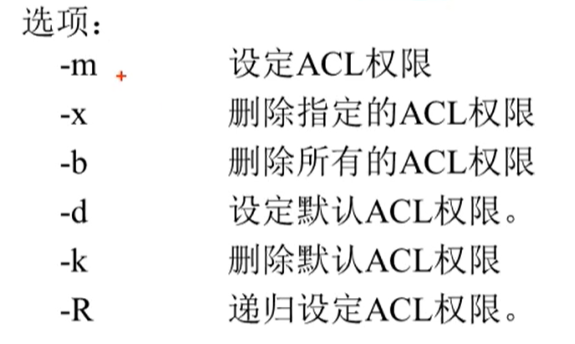 选项：
-m 设定ACL权限
-x 删除指定的ACL权限
-b 删除所有的ACL权限
-d 设定默认ACL权限。
-k 删除默认ACL权限
-R 递归设定ACL权限。